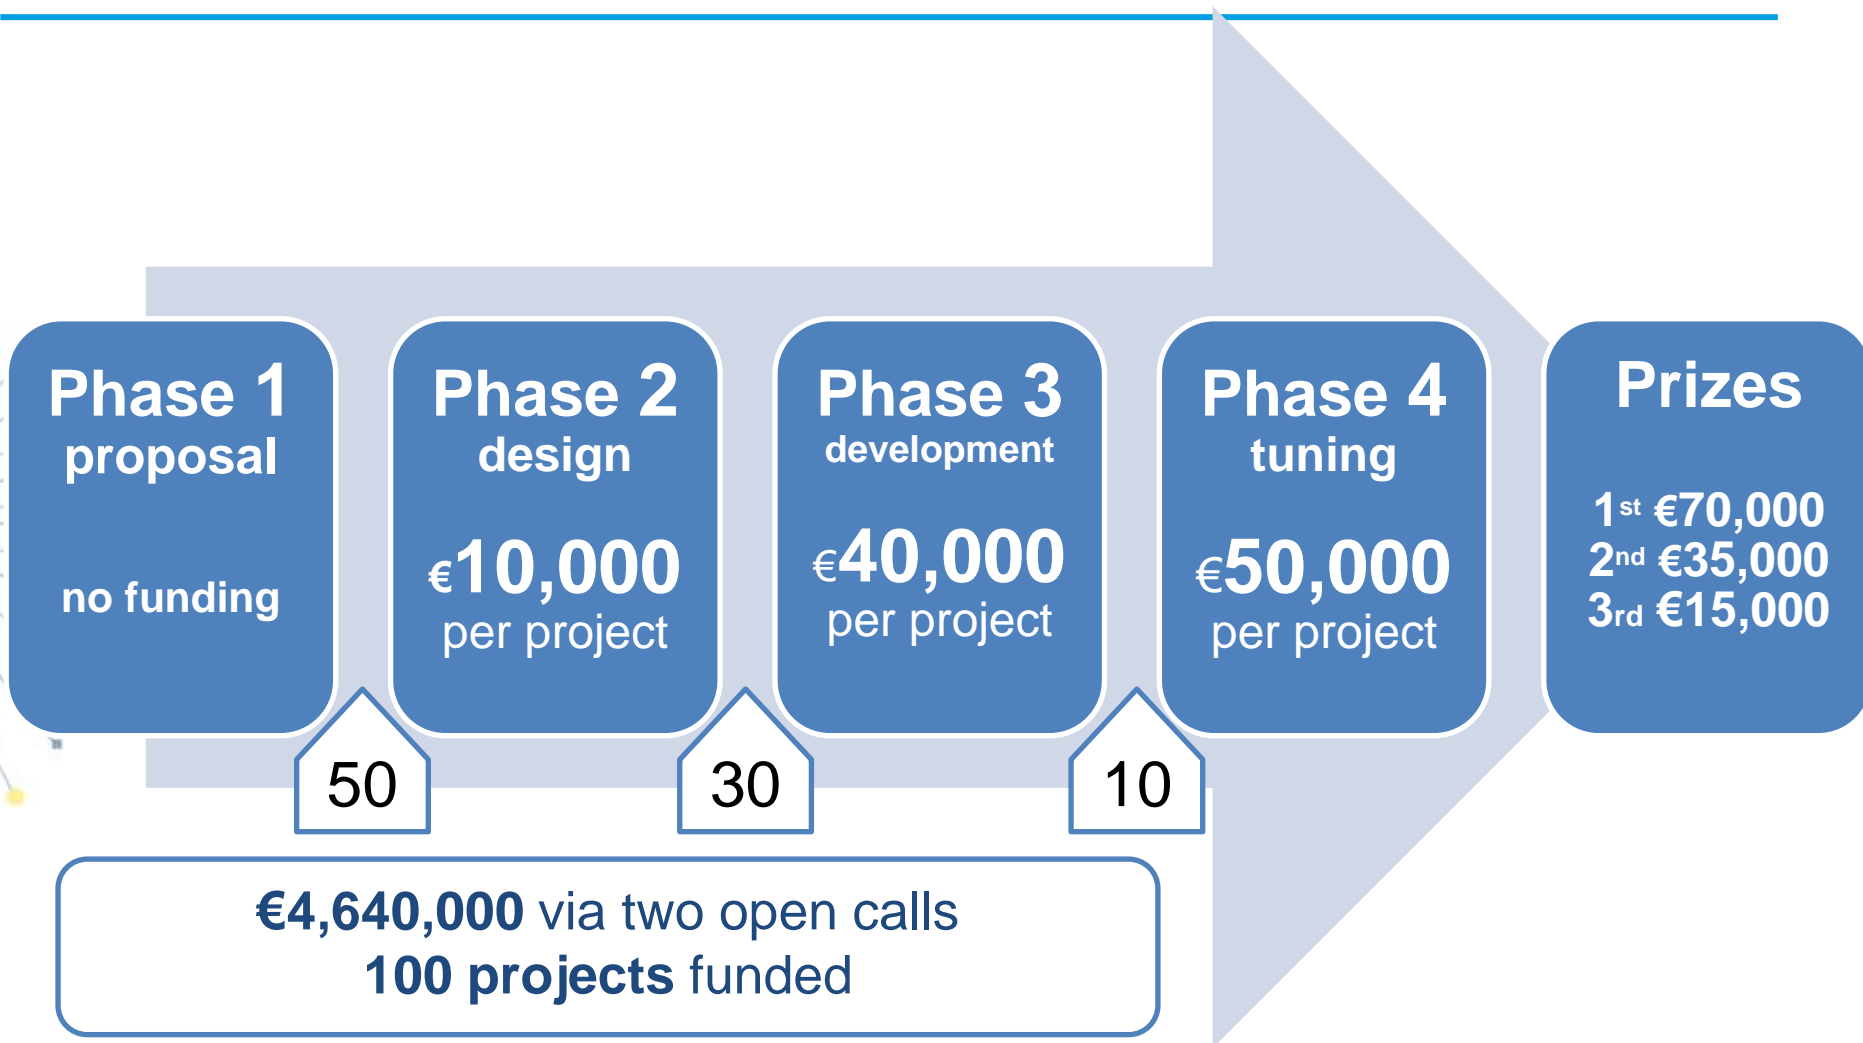 Phase 1
proposal
no funding
Phase 2
design
€10,000
per project
Phase 3
development
€40,000
per project
Phase 4
tuning
€50,000
per project
Prizes
1st €70,000
2nd €35,000
3rd €15,000
50
30
10
€4,640,000 via two open calls
100 projects funded